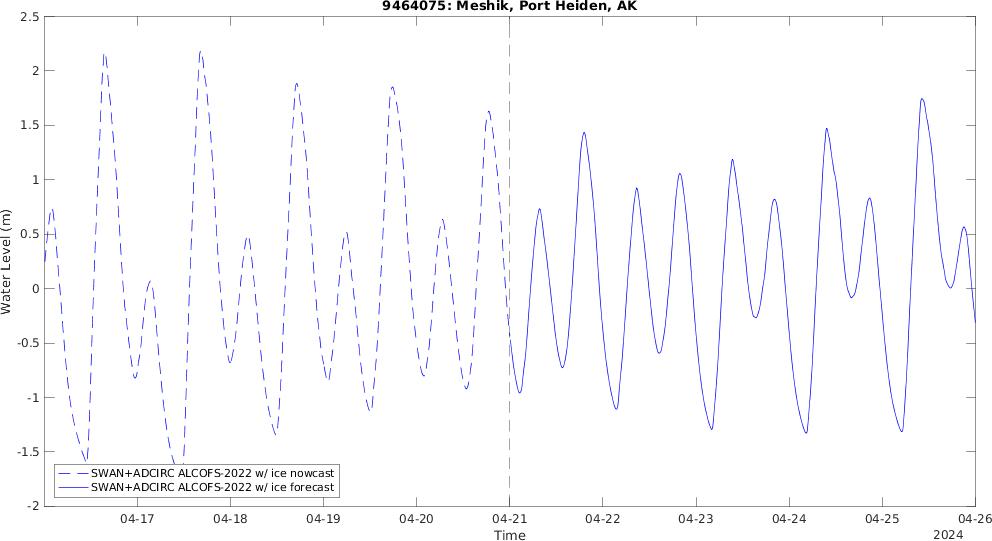 9464075: Meshik, Port Heiden, AK
2.5
2
1.5
1
0.5
0
-0.5
-1
-1.5
-2
Water Level (m)
SWAN+ADCIRC ALCOFS-2022 w/ ice nowcast
SWAN+ADCIRC ALCOFS-2022 w/ ice forecast
04-17 04-18 04-19 04-20 04-21 04-22 04-23 04-24 04-25 04-26
Time
2024